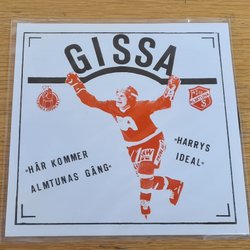 GISSA
"HÄR KOMMER
ALMTUNAS GÅNG"
"HARRYS
IDEAL"